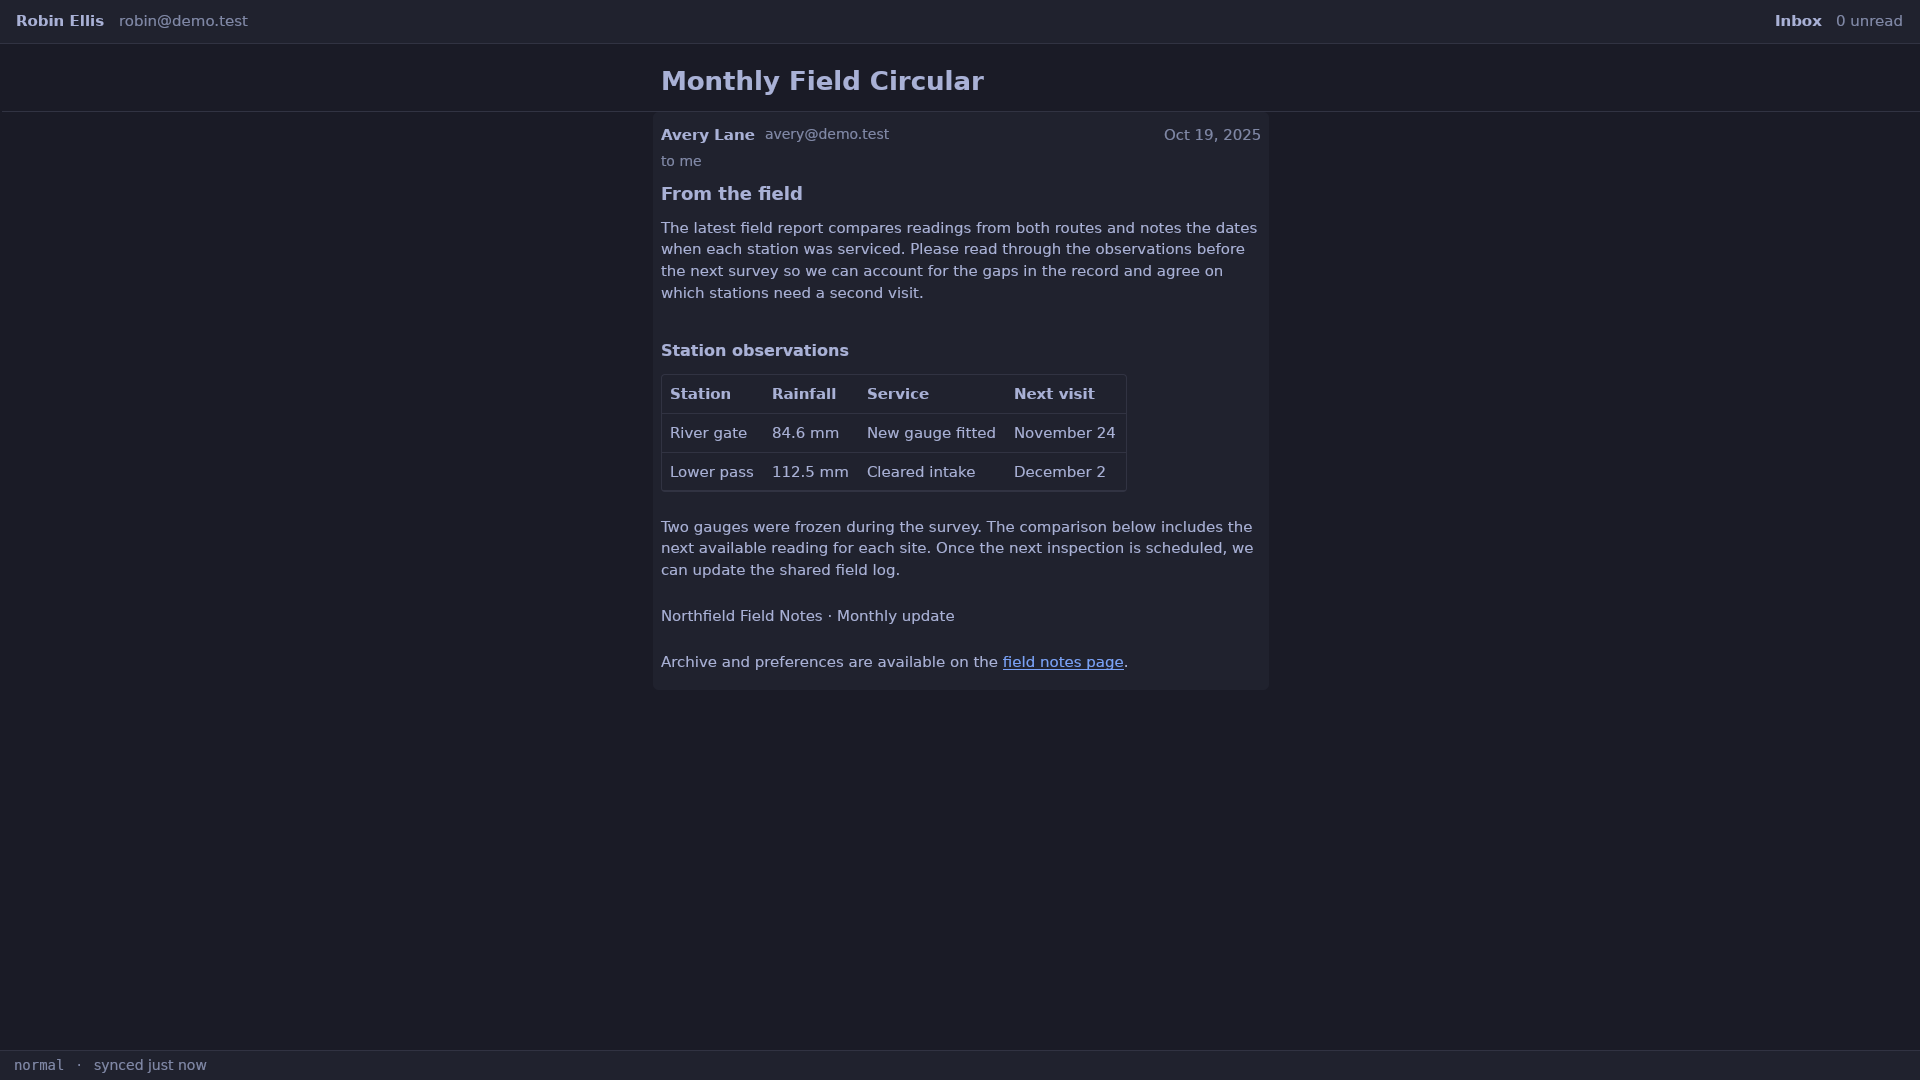 Robin Ellis robin@demo.test Inbox 0 unread
Monthly Field Circular
Avery Lane avery@demo.test Oct 19, 2025
to me
From the field
The latest field report compares readings from both routes and notes the dates
when each station was serviced. Please read through the observations before
the next survey so we can account for the gaps in the record and agree on
which stations need a second visit.
Station observations
Station Rainfall Service Next visit
River gate 84.6 mm New gauge fitted November 24
Lower pass 112.5 mm Cleared intake December 2
Two gauges were frozen during the survey. The comparison below includes the
next available reading for each site. Once the next inspection is scheduled, we
can update the shared field log.
Northfield Field Notes · Monthly update
Archive and preferences are available on the field notes page.
normal · synced just now